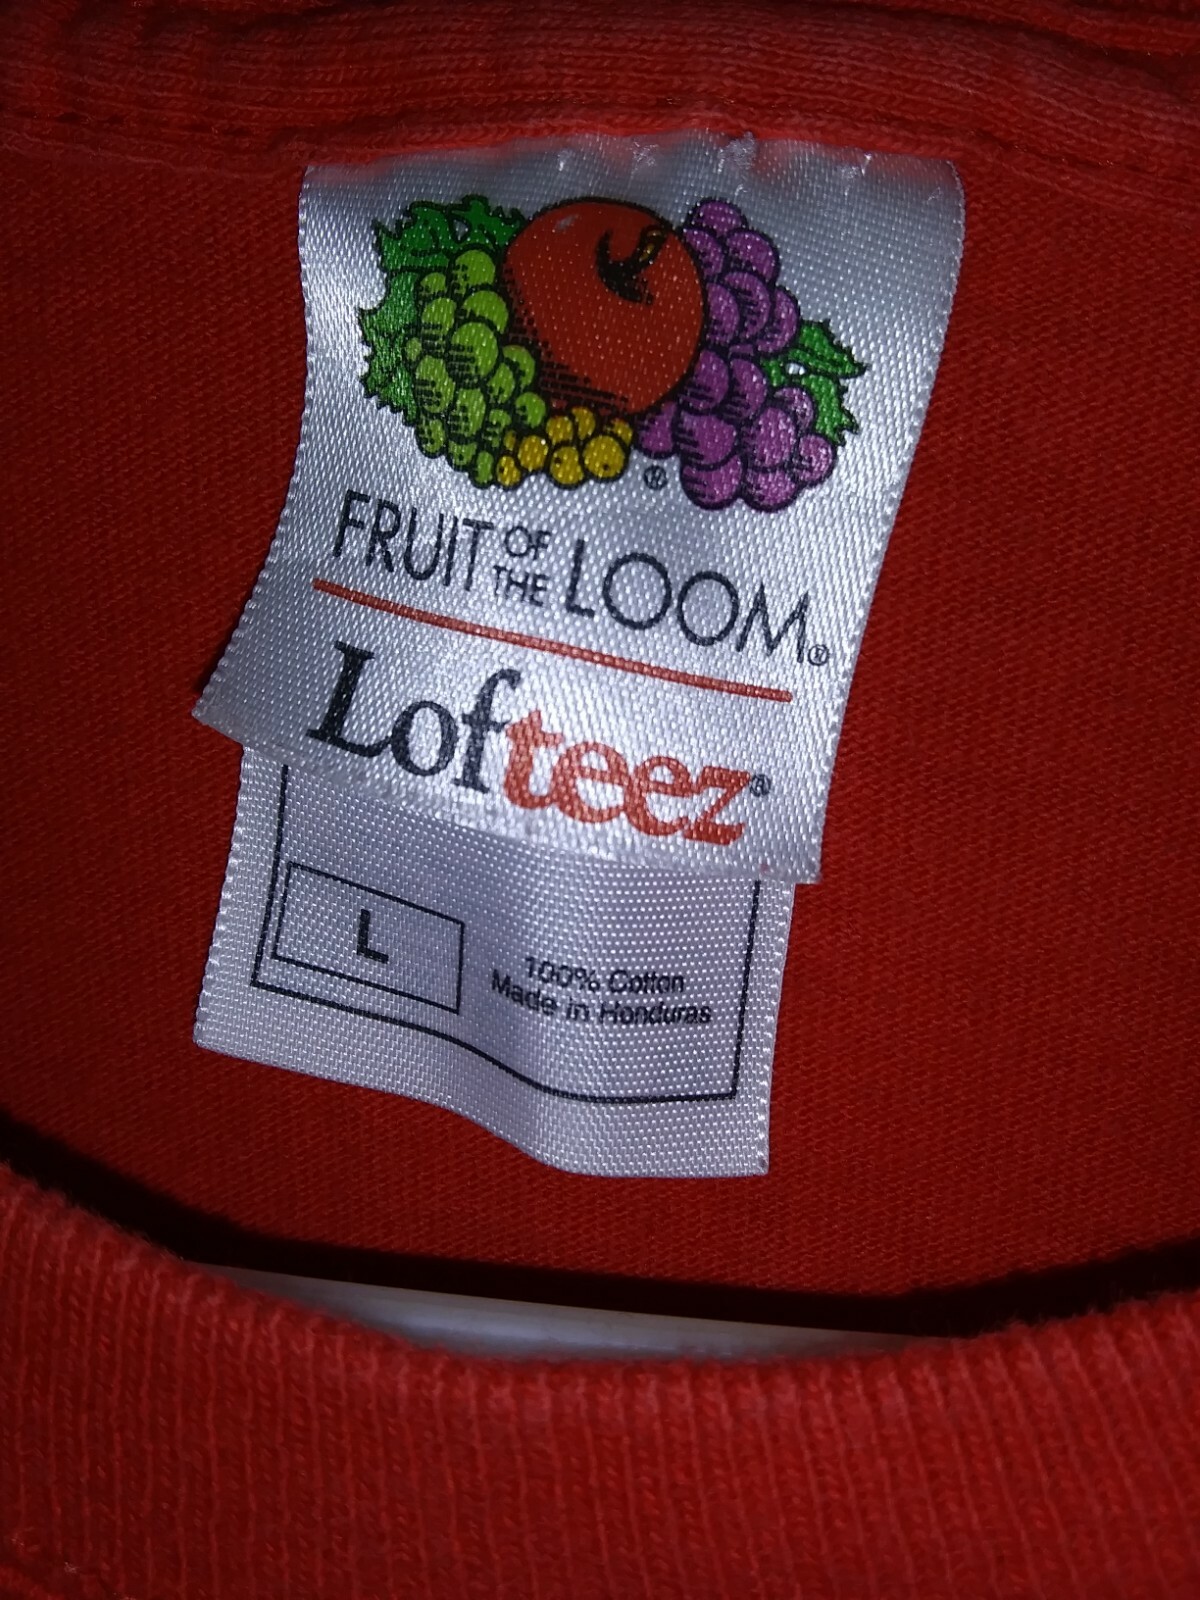 FRUIT OF THE LOOM®
Lofteez®
L
100% Cotton
Made in Honduras